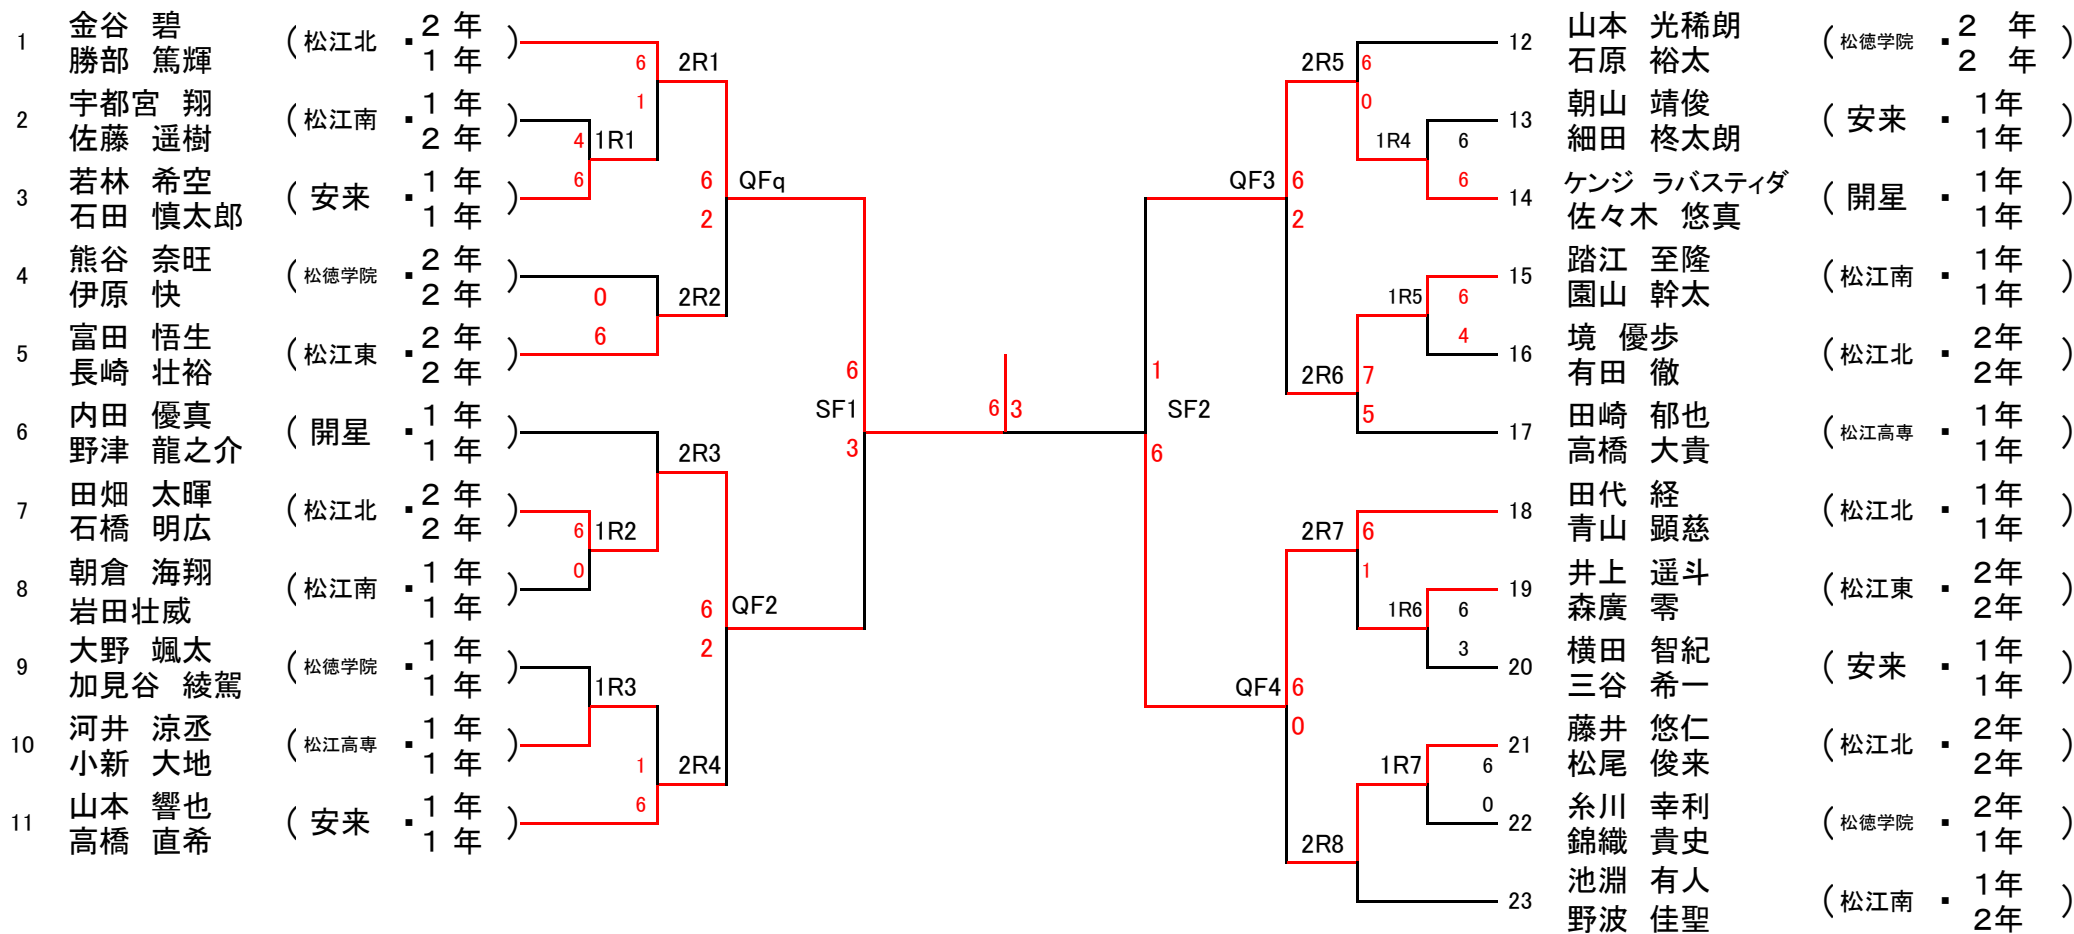 1 金谷 碧 勝部 篤輝 ( 松江北 ・ 2 年 1 年 )
2 宇都宮 翔 佐藤 遥樹 ( 松江南 ・ 1 年 2 年 )
3 若林 希空 石田 慎太郎 ( 安来 ・ 1 年 1 年 )
4 熊谷 奈旺 伊原 快 ( 松徳学院 ・ 2 年 2 年 )
5 富田 悟生 長崎 壮裕 ( 松江東 ・ 2 年 2 年 )
6 内田 優真 野津 龍之介 ( 開星 ・ 1 年 1 年 )
7 田畑 太暉 石橋 明広 ( 松江北 ・ 2 年 2 年 )
8 朝倉 海翔 岩田壮威 ( 松江南 ・ 1 年 1 年 )
9 大野 颯太 加見谷 綾駕 ( 松徳学院 ・ 1 年 1 年 )
10 河井 涼丞 小新 大地 ( 松江高専 ・ 1 年 1 年 )
11 山本 響也 高橋 直希 ( 安来 ・ 1 年 1 年 )
6 2R1
1
4 1R1
6
6 QFq
2
0 2R2
6
6
SF1
3
2R3
6 1R2
0
6 QF2
2
1R3
1 2R4
6
6 3
1
SF2
6
2R5 6
0
1R4 6
6
QF3 6
2
1R5 6
4
2R6 7
5
2R7 6
1
1R6 6
3
QF4 6
0
1R7 6
0
2R8
12 山本 光稀朗 石原 裕太 ( 松徳学院 ・ 2 年 2 年 )
13 朝山 靖俊 細田 柊太朗 ( 安来 ・ 1年 1年 )
14 ケンジ ラバスティダ 佐々木 悠真 ( 開星 ・ 1年 1年 )
15 踏江 至隆 園山 幹太 ( 松江南 ・ 1年 1年 )
16 境 優歩 有田 徹 ( 松江北 ・ 2年 2年 )
17 田崎 郁也 高橋 大貴 ( 松江高専 ・ 1年 1年 )
18 田代 経 青山 顕慈 ( 松江北 ・ 1年 1年 )
19 井上 遥斗 森廣 零 ( 松江東 ・ 2年 2年 )
20 横田 智紀 三谷 希一 ( 安来 ・ 1年 1年 )
21 藤井 悠仁 松尾 俊来 ( 松江北 ・ 2年 2年 )
22 糸川 幸利 錦織 貴史 ( 松徳学院 ・ 2年 1年 )
23 池淵 有人 野波 佳聖 ( 松江南 ・ 1年 2年 )